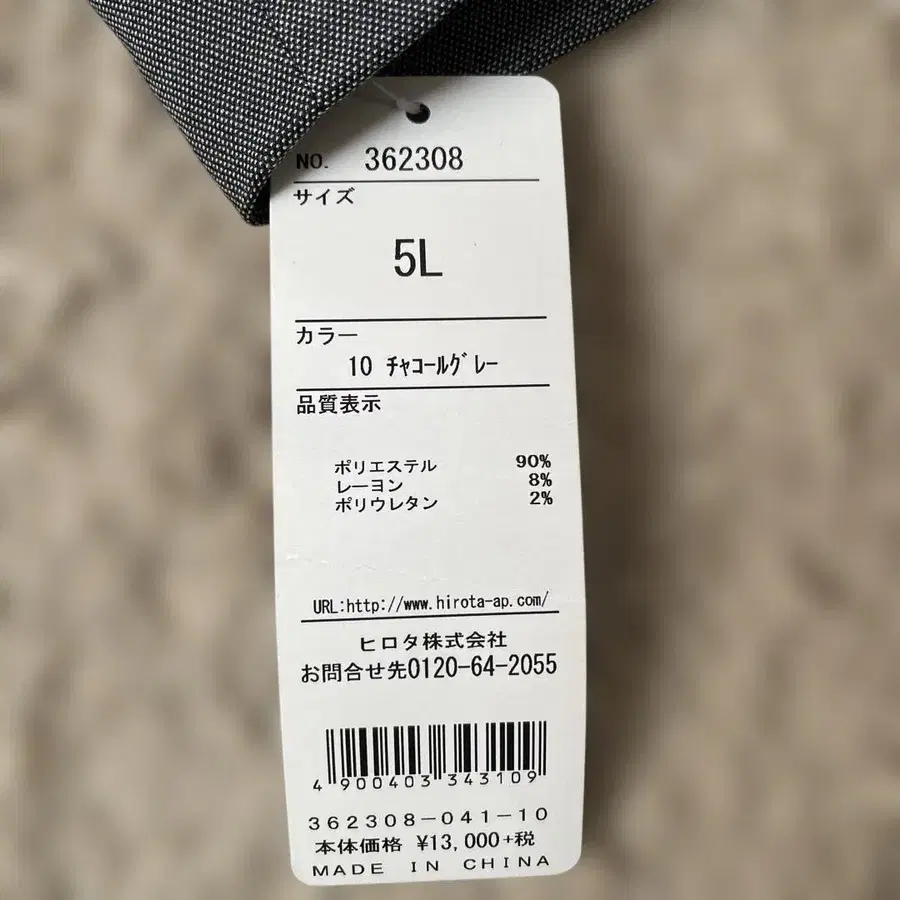 NO. 362308
サイズ
5L
カラー
10 ﾁｬｺｰﾙｸﾞﾚｰ
品質表示
ポリエステル 90%
レーヨン 8%
ポリウレタン 2%
URL:http://www.hirota-ap.com/
ヒロタ株式会社
お問合せ先0120-64-2055
4 900403 343109
362308-041-10
本体価格 ¥13,000+税
MADE IN CHINA